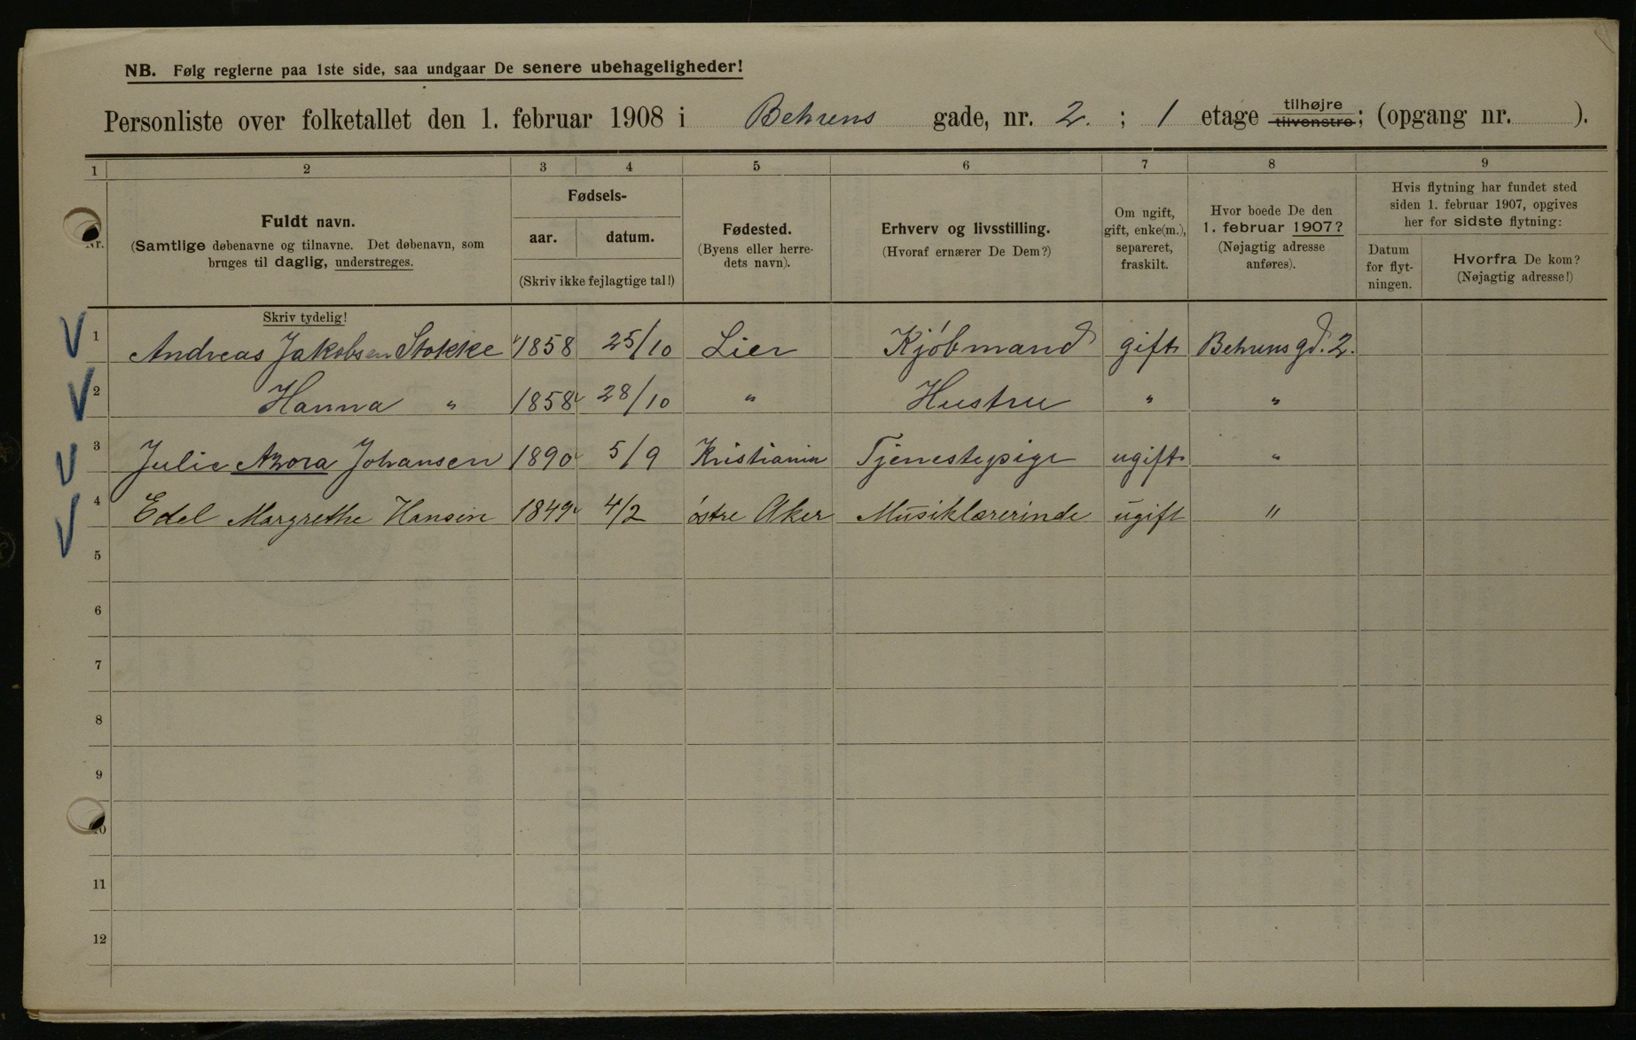 NB. Følg reglerne paa 1ste side, saa undgaar De senere ubehageligheder!
Personliste over folketallet den 1. februar 1908 i Behrens gade, nr. 2. ; 1 etage tilhøjre tilvenstre; (opgang nr. ).
1 2 3 4 5 6 7 8 9
Nr.
Fuldt navn.
(Samtlige døbenavne og tilnavne. Det døbenavn, som
bruges til daglig, understreges.
Fødsels-
aar. datum.
(Skriv ikke fejlagtige tal!)
Fødested.
(Byens eller herre-
dets navn).
Erhverv og livsstilling.
(Hvoraf ernærer De Dem?)
Om ugift,
gift, enke(m.),
separeret,
fraskilt.
Hvor boede De den
1. februar 1907?
(Nøjagtig adresse
anføres).
Hvis flytning har fundet sted
siden 1. februar 1907, opgives
her for sidste flytning:
Datum
for flyt-
ningen.
Hvorfra De kom?
(Nøjagtig adresse!)
Skriv tydelig!
1 Andreas Jakobsen Stokke 1858 25/10 Lier Kjöbmand gift Behrens gd. 2.
2 Hanna " 1858 28/10 " Hustru " "
3 Julie Azora Johansen 1890 5/9 Kristiania Tjenestepige ugift "
4 Edel Margrethe Hansen 1849 4/2 östre Aker Musiklærerinde ugift "
5
6
7
8
9
10
11
12